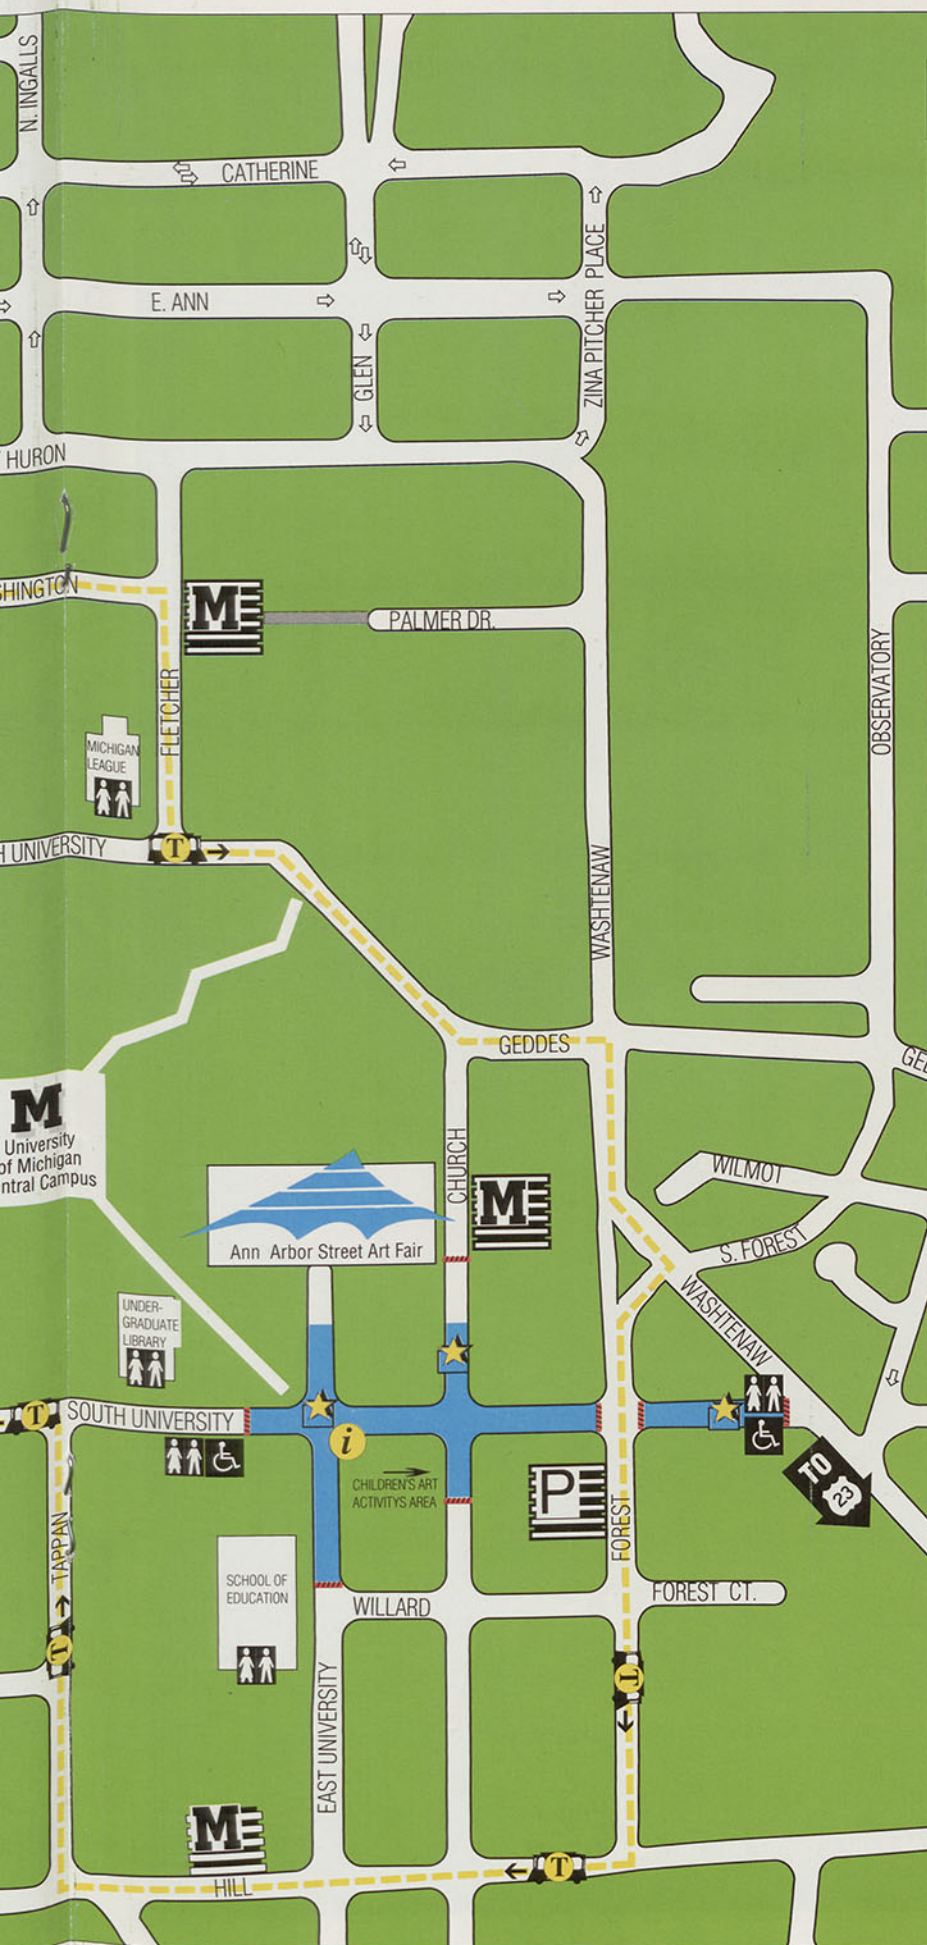 N. INGALLS
CATHERINE
E. ANN
ZINA PITCHER PLACE
GLEN
HURON
SHINGTON
M
PALMER DR.
FLETCHER
OBSERVATORY
MICHIGAN
LEAGUE
H UNIVERSITY
T
WASHTENAW
GEDDES
GED
M
University
of Michigan
ntral Campus
CHURCH
WILMOT
M
Ann Arbor Street Art Fair
S. FOREST
WASHTENAW
UNDER-
GRADUATE
LIBRARY
T
SOUTH UNIVERSITY
i
CHILDREN'S ART
ACTIVITYS AREA
P
TO
23
FOREST
TAPPAN
SCHOOL OF
EDUCATION
WILLARD
FOREST CT.
T
T
EAST UNIVERSITY
M
T
HILL